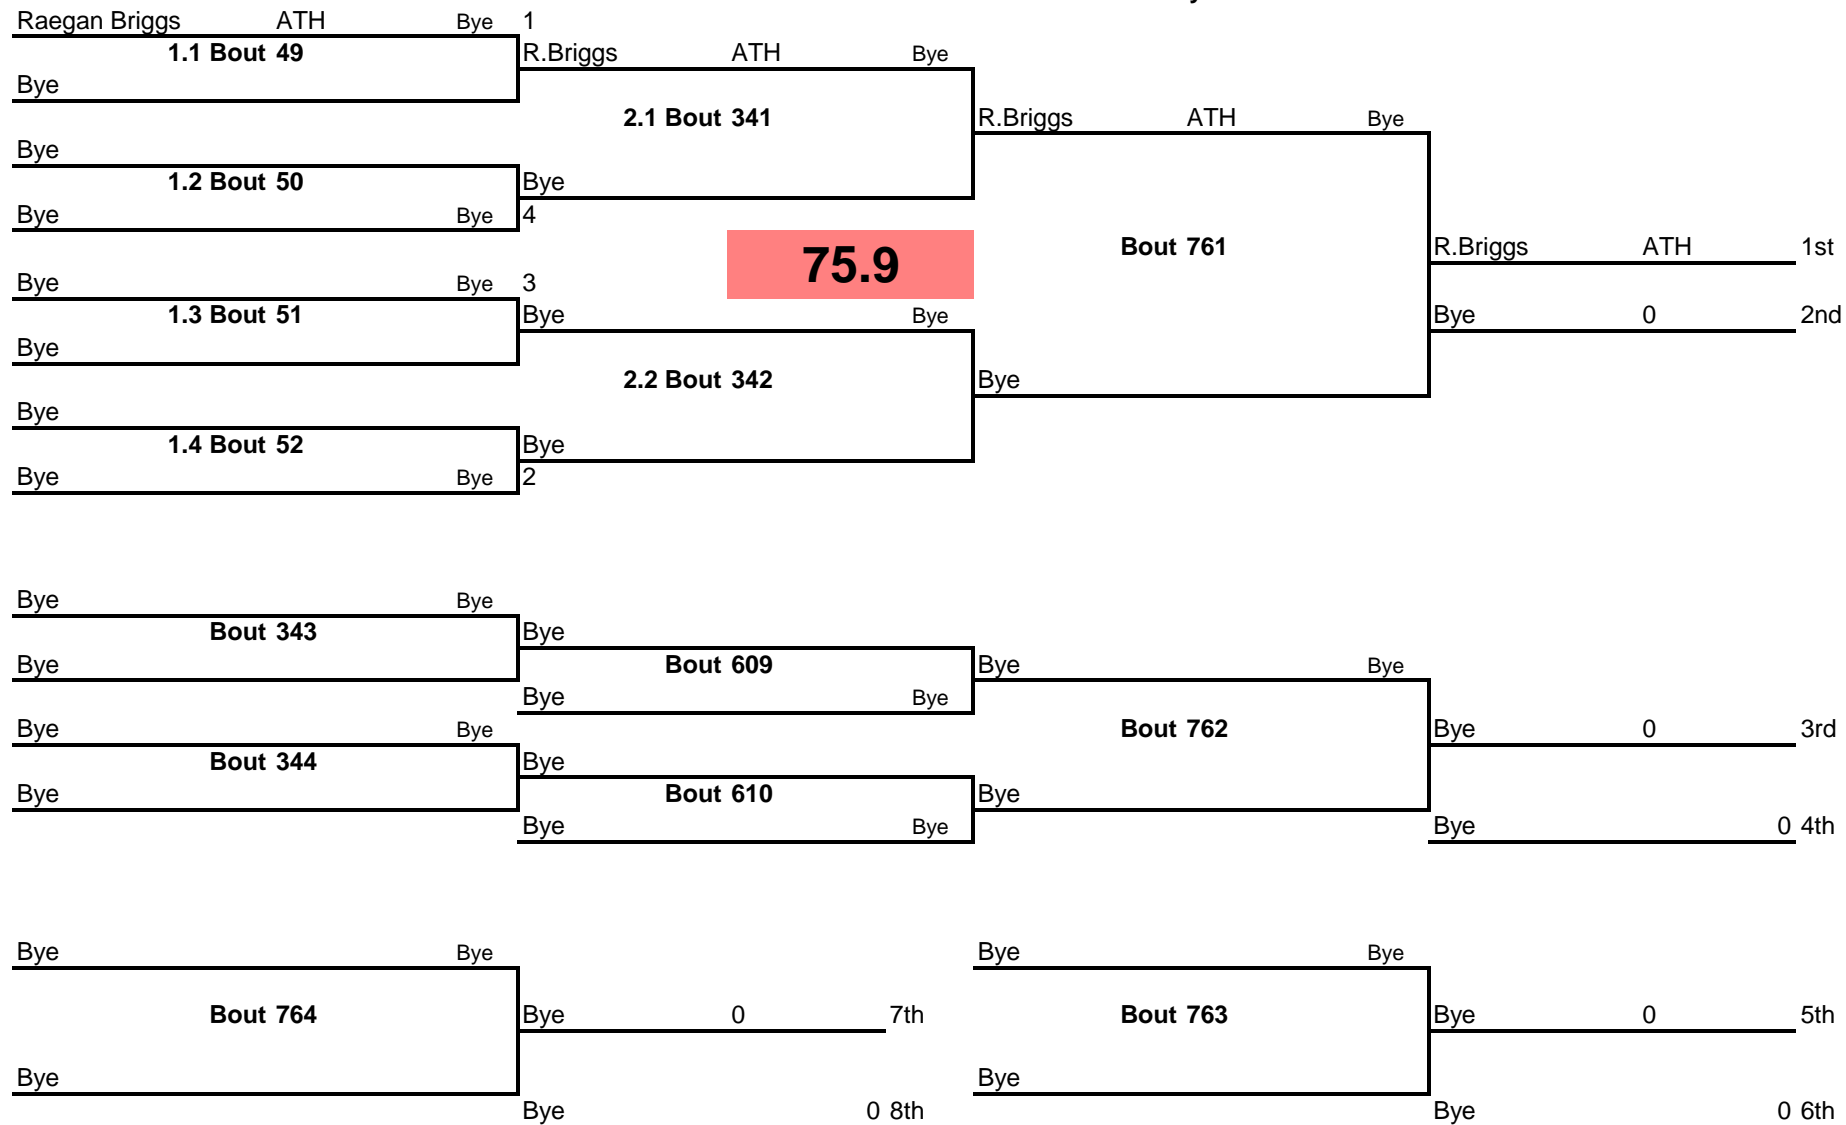 Raegan Briggs ATH Bye 1
1.1 Bout 49 R.Briggs ATH Bye
Bye
2.1 Bout 341 R.Briggs ATH Bye
Bye
1.2 Bout 50 Bye
Bye Bye 4
75.9 Bout 761 R.Briggs ATH 1st
Bye Bye 3
1.3 Bout 51 Bye Bye Bye 0 2nd
Bye
2.2 Bout 342 Bye
Bye
1.4 Bout 52 Bye
Bye Bye 2
Bye Bye
Bout 343 Bye
Bye Bout 609 Bye Bye
Bye Bye
Bye Bye Bout 762 Bye 0 3rd
Bout 344 Bye
Bye Bout 610 Bye
Bye Bye Bye 0 4th
Bye Bye Bye Bye
Bout 764 Bye 0 7th Bout 763 Bye 0 5th
Bye Bye
Bye 0 8th Bye 0 6th